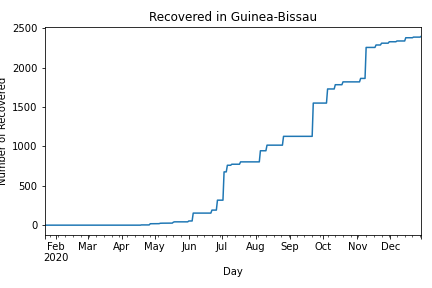 Recovered in Guinea-Bissau
Number of Recovered
2500
2000
1500
1000
500
0
Feb Mar Apr May Jun Jul Aug Sep Oct Nov Dec
2020
Day